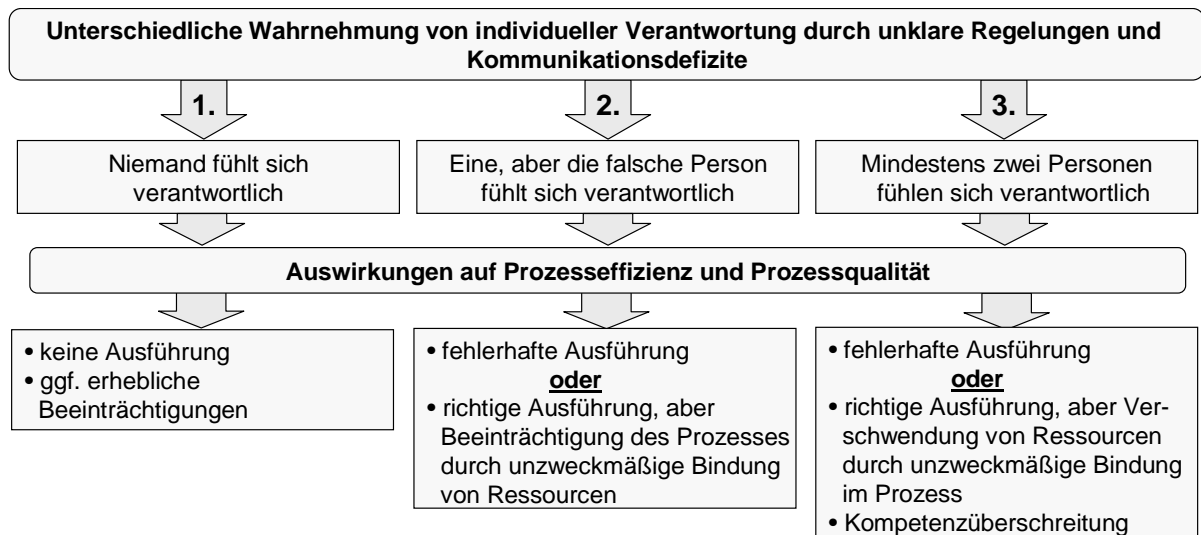 Unterschiedliche Wahrnehmung von individueller Verantwortung durch unklare Regelungen und
Kommunikationsdefizite
1.
2.
3.
Niemand fühlt sich
verantwortlich
Eine, aber die falsche Person
fühlt sich verantwortlich
Mindestens zwei Personen
fühlen sich verantwortlich
Auswirkungen auf Prozesseffizienz und Prozessqualität
• keine Ausführung
• ggf. erhebliche
Beeinträchtigungen
• fehlerhafte Ausführung
oder
• richtige Ausführung, aber
Beeinträchtigung des Prozesses
durch unzweckmäßige Bindung
von Ressourcen
• fehlerhafte Ausführung
oder
• richtige Ausführung, aber Ver-
schwendung von Ressourcen
durch unzweckmäßige Bindung
im Prozess
• Kompetenzüberschreitung